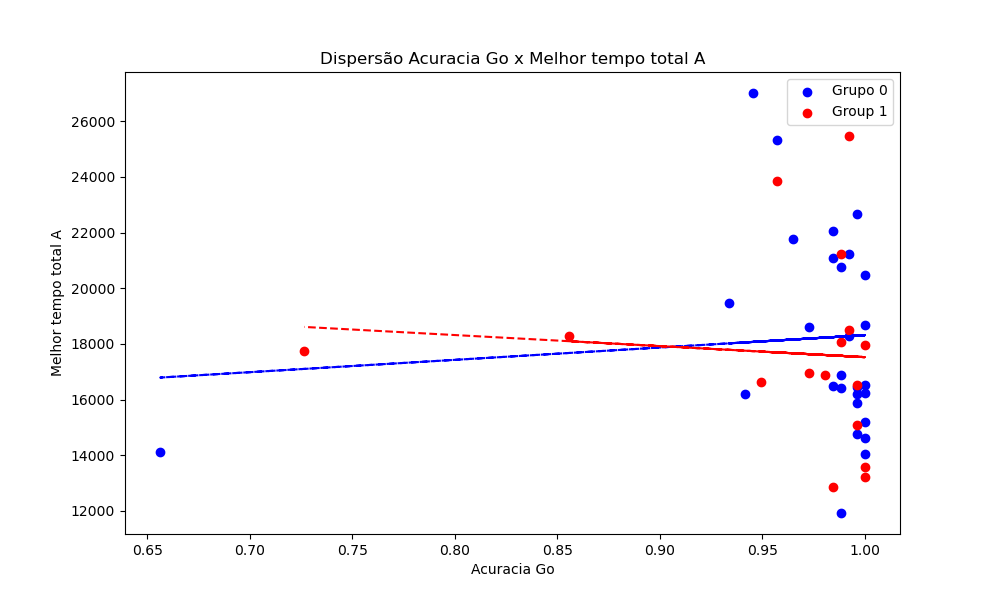 Dispersão Acuracia Go x Melhor tempo total A
Grupo 0
Group 1
Melhor tempo total A
26000
24000
22000
20000
18000
16000
14000
12000
0.65 0.70 0.75 0.80 0.85 0.90 0.95 1.00
Acuracia Go